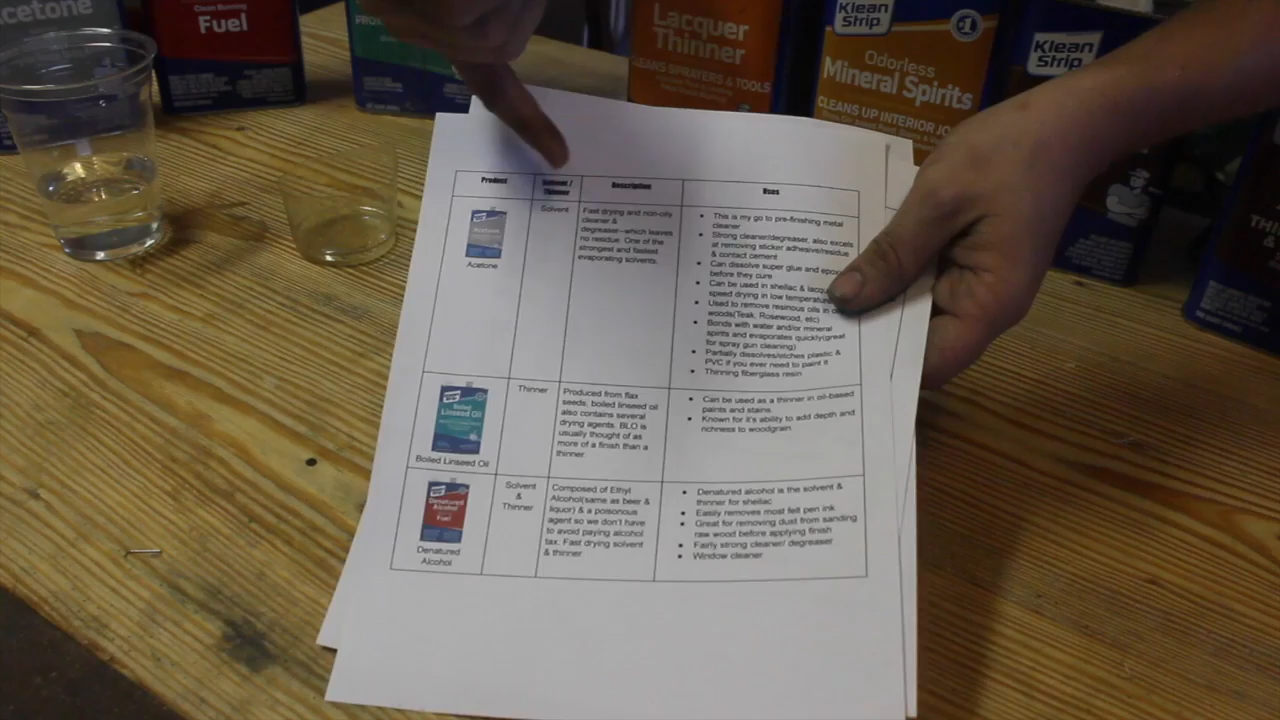 Acetone
Clean Burning
Fuel
Lacquer
Thinner
CLEANS SPRAYERS & TOOLS
Klean
Strip
#1
Odorless
Mineral Spirits
CLEANS UP INTERIOR JO
Klean
Strip
Product
Solvent /
Thinner
Description
Uses
Acetone
Solvent
Fast drying and non-oily
cleaner &
degreaser--which leaves
no residue. One of the
strongest and fastest
evaporating solvents.
This is my go to pre-finishing metal
cleaner
Strong cleaner/degreaser, also excels
at removing sticker adhesive/residue
& contact cement
Can dissolve super glue and epoxy
before they cure
Can be used in shellac & lacqu
speed drying in low temperature
Used to remove resinous oils in
woods(Teak, Rosewood, etc)
Bonds with water and/or mineral
spirits and evaporates quickly(great
for spray gun cleaning)
Partially dissolves/etches plastic &
PVC if you ever need to paint it
Thinning fiberglass resin
Boiled
Linseed Oil
Boiled Linseed Oil
Thinner
Produced from flax
seeds, boiled linseed oil
also contains several
drying agents. BLO is
usually thought of as
more of a finish than a
thinner.
Can be used as a thinner in oil-based
paints and stains.
Known for it's ability to add depth and
richness to woodgrain
Denatured
Alcohol
Fuel
Denatured
Alcohol
Solvent
&
Thinner
Composed of Ethyl
Alcohol(same as beer &
liquor) & a poisonous
agent so we don't have
to avoid paying alcohol
tax. Fast drying solvent
& thinner
Denatured alcohol is the solvent &
thinner for shellac
Easily removes most felt pen ink
Great for removing dust from sanding
raw wood before applying finish
Fairly strong cleaner/ degreaser
Window cleaner